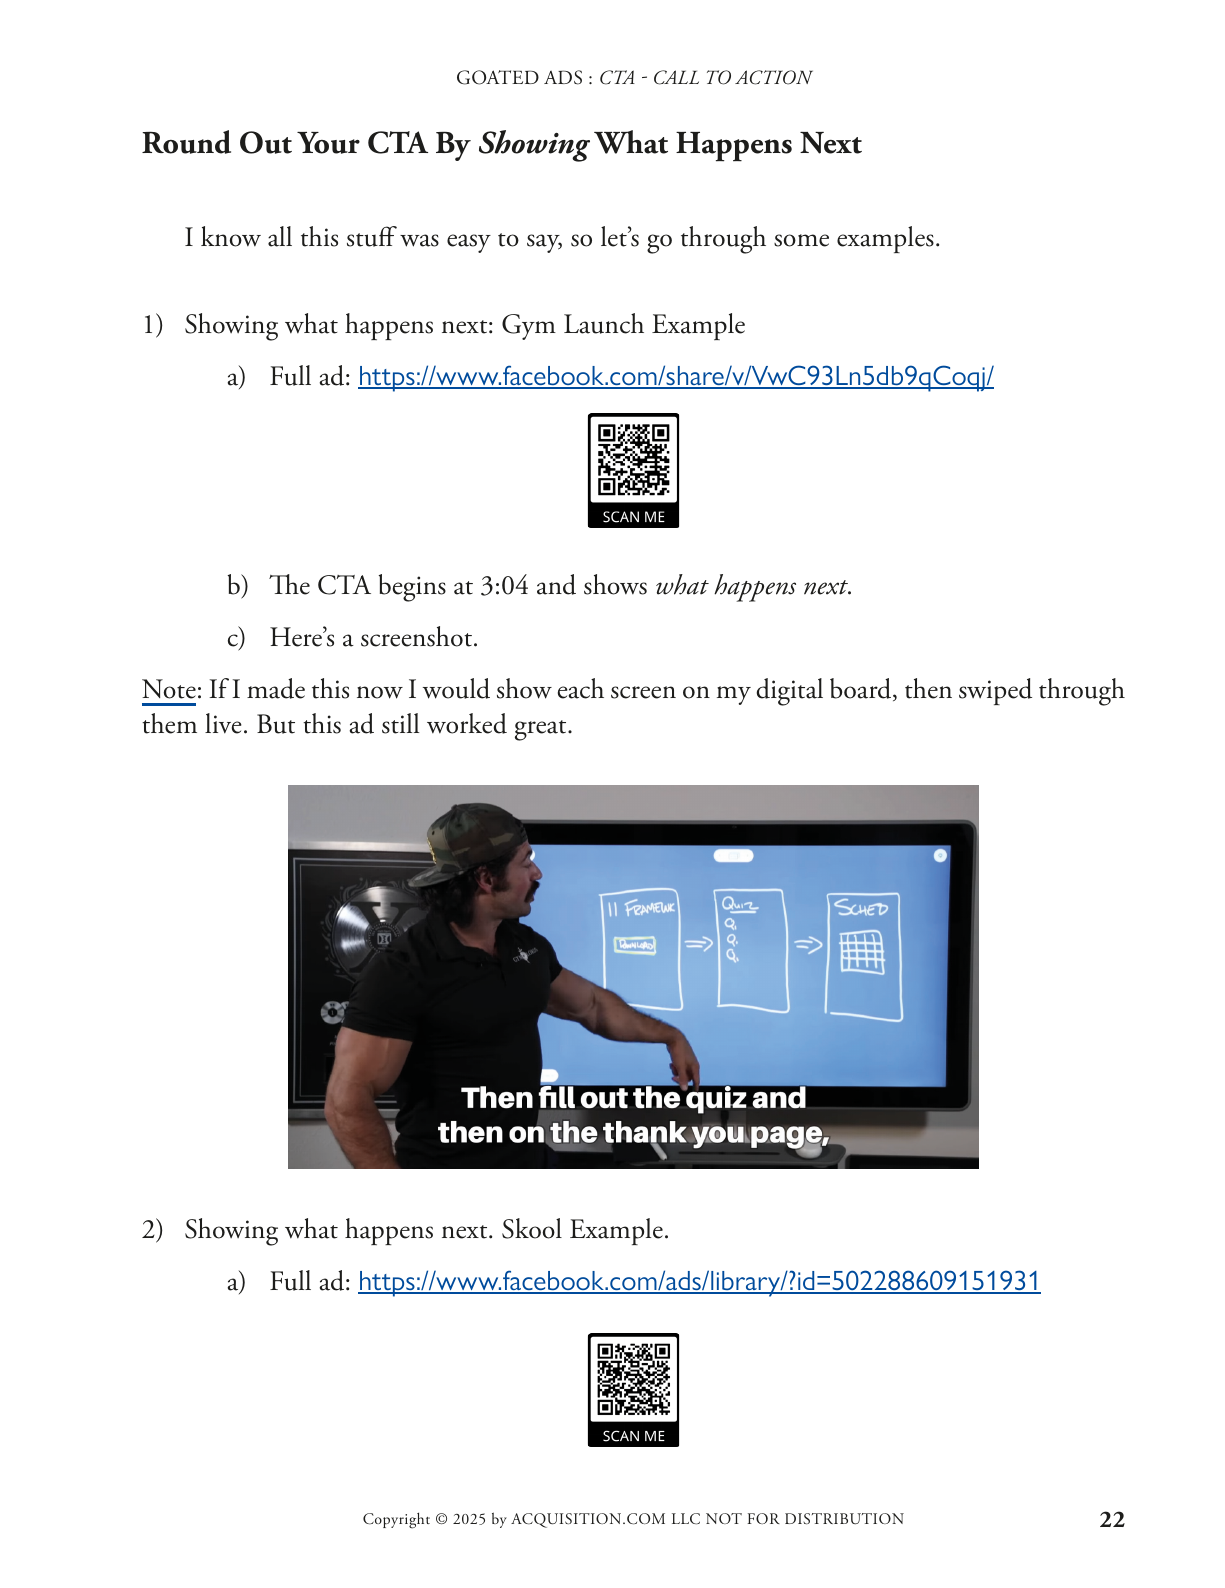 GOATED ADS : CTA - CALL TO ACTION
Round Out Your CTA By Showing What Happens Next
I know all this stuff was easy to say, so let’s go through some examples.
1) Showing what happens next: Gym Launch Example
a) Full ad: https://www.facebook.com/share/v/VwC93Ln5db9qCoqj/
SCAN ME
b) The CTA begins at 3:04 and shows what happens next.
c) Here’s a screenshot.
Note: If I made this now I would show each screen on my digital board, then swiped through
them live. But this ad still worked great.
11 FRAMEWK
DOWNLOAD
QUIZ
Q.
Q.
Q.
SCHED
Then fill out the quiz and
then on the thank you page,
2) Showing what happens next. Skool Example.
a) Full ad: https://www.facebook.com/ads/library/?id=502288609151931
SCAN ME
Copyright © 2025 by ACQUISITION.COM LLC NOT FOR DISTRIBUTION
22